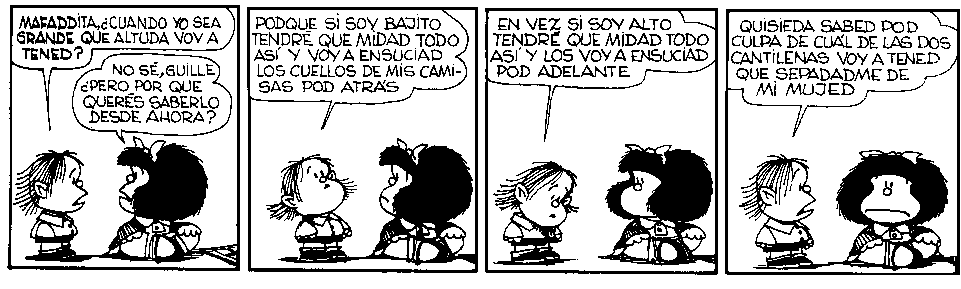 MAFADDITA, ¿CUANDO YO SEA
GRANDE QUE ALTUDA VOY A
TENED?
NO SÉ, GUILLE
¿PERO POR QUE
QUERÉS SABERLO
DESDE AHORA?
PODQUE SI SOY BAJITO
TENDRÉ QUE MIDAD TODO
ASÍ Y VOY A ENSUCIAD
LOS CUELLOS DE MIS CAMI-
SAS POD ATRÁS
EN VEZ SI SOY ALTO
TENDRÉ QUE MIDAD TODO
ASÍ Y LOS VOY A ENSUCIAD
POD ADELANTE
QUISIEDA SABED POD
CULPA DE CUÁL DE LAS DOS
CANTILENAS VOY A TENED
QUE SEPADADME DE
MI MUJED